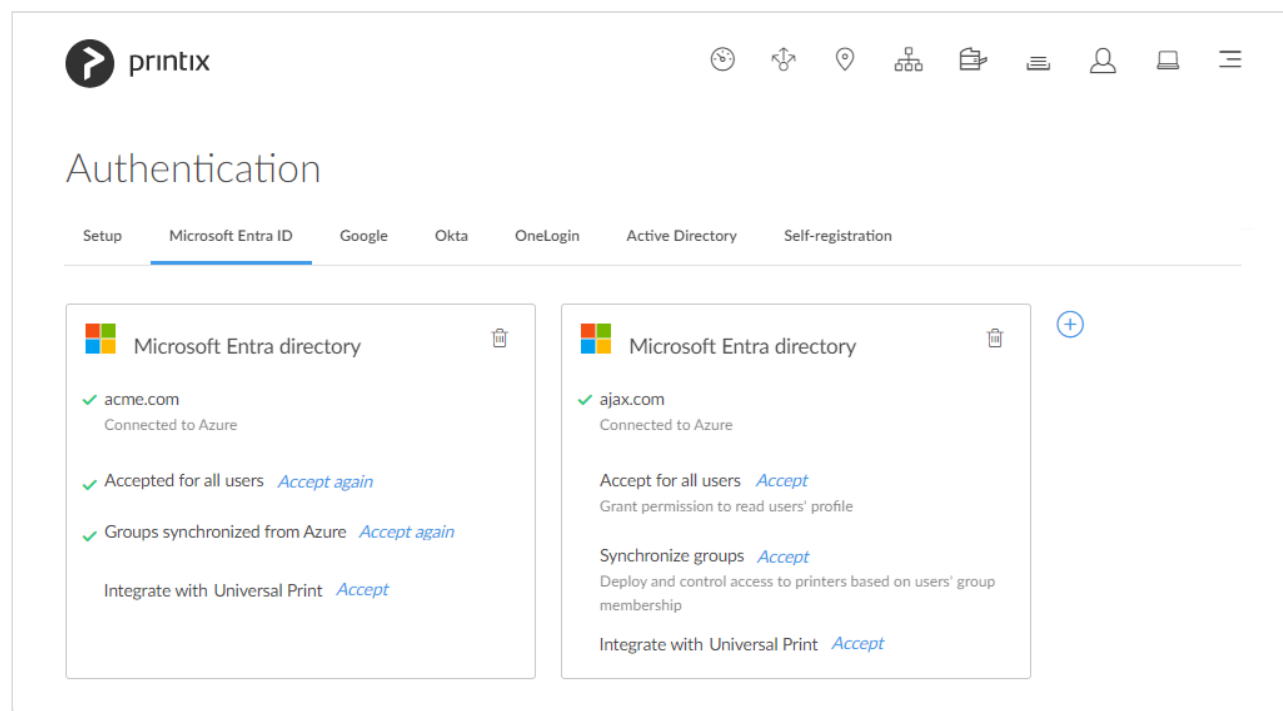 printix
Authentication
Setup Microsoft Entra ID Google Okta OneLogin Active Directory Self-registration
Microsoft Entra directory
acme.com
Connected to Azure
Accepted for all users Accept again
Groups synchronized from Azure Accept again
Integrate with Universal Print Accept
Microsoft Entra directory
ajax.com
Connected to Azure
Accept for all users Accept
Grant permission to read users' profile
Synchronize groups Accept
Deploy and control access to printers based on users' group
membership
Integrate with Universal Print Accept